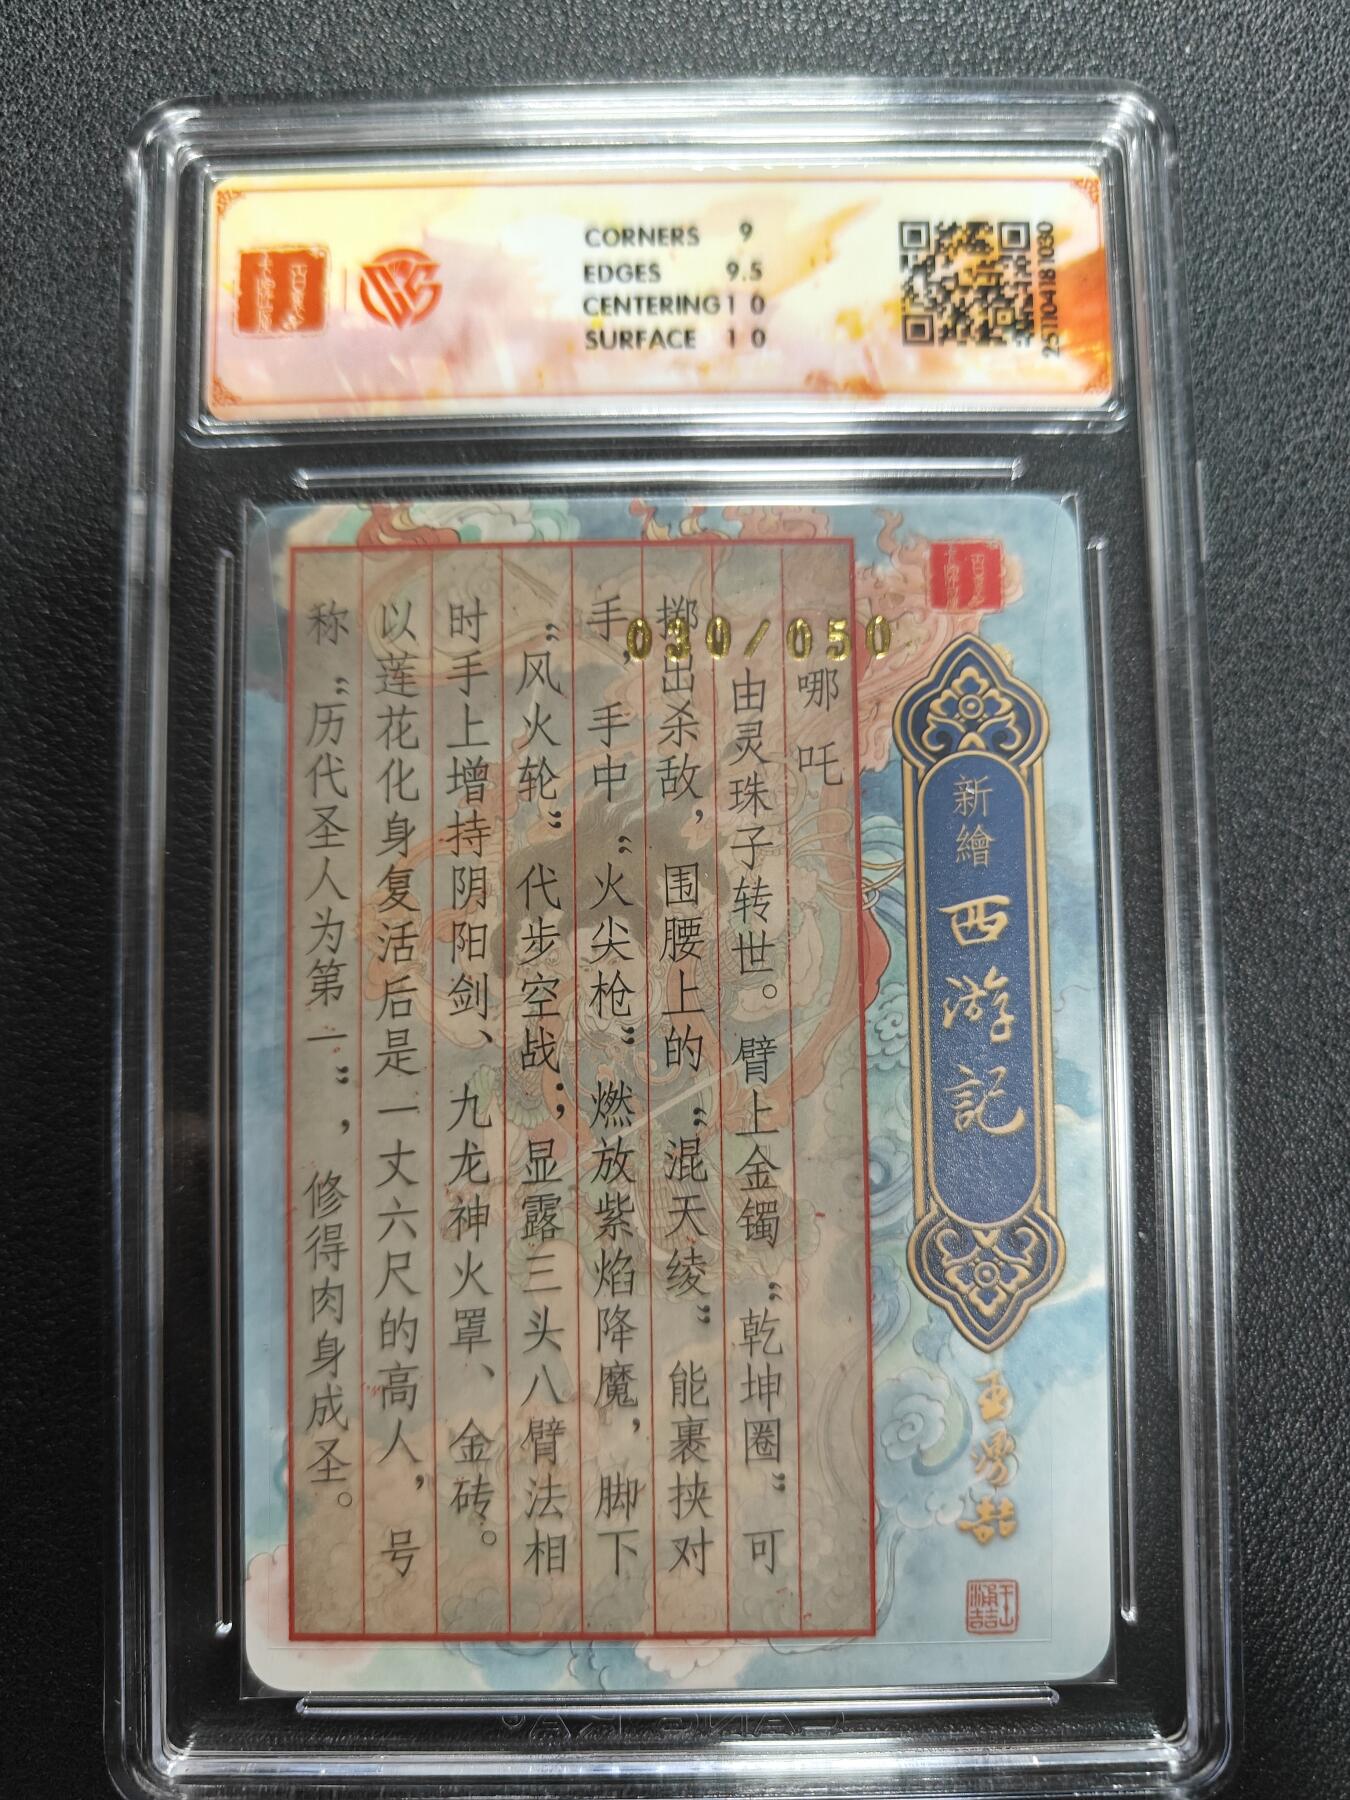 CORNERS 9
EDGES 9.5
CENTERING 10
SURFACE 10
251104181030
030/050
新繪西游記
哪吒
由灵珠子转世。臂上金镯“乾坤圈”可
掷出杀敌，围腰上的“混天绫”能裹挟对
手，手中“火尖枪”燃放紫焰降魔，脚下
“风火轮”代步空战；显露三头八臂法相
时手上增持阴阳剑、九龙神火罩、金砖。
以莲花化身复活后是一丈六尺的高人，号
称“历代圣人为第一”，修得肉身成圣。